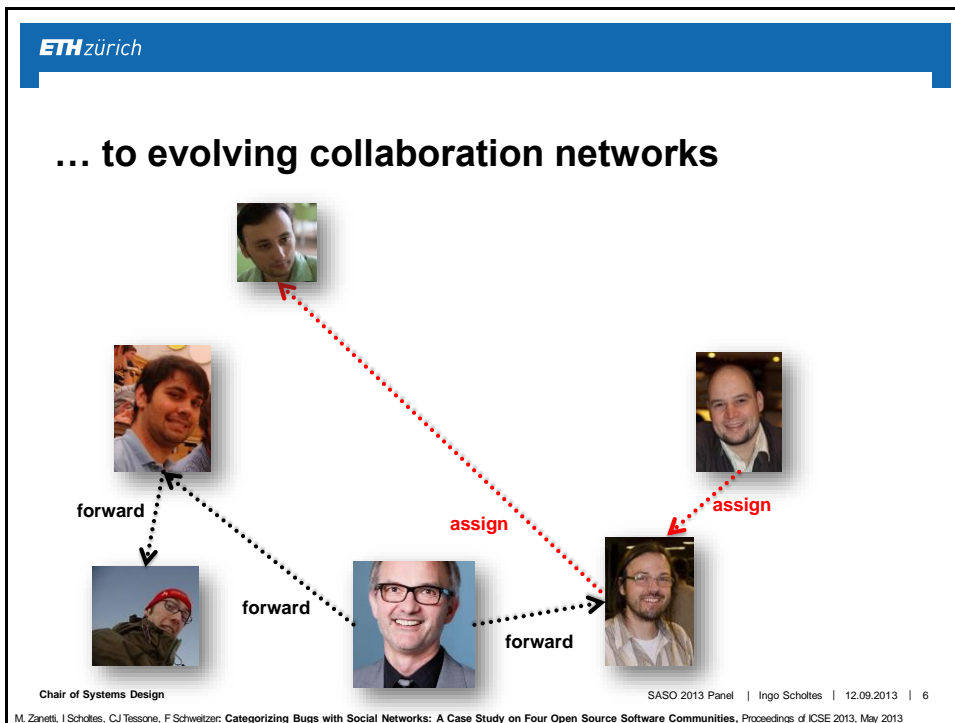 ETH zürich
… to evolving collaboration networks
forward
assign
assign
forward
forward
Chair of Systems Design
SASO 2013 Panel | Ingo Scholtes | 12.09.2013 | 6
M. Zanetti, I Scholtes, CJ Tessone, F Schweitzer: Categorizing Bugs with Social Networks: A Case Study on Four Open Source Software Communities, Proceedings of ICSE 2013, May 2013